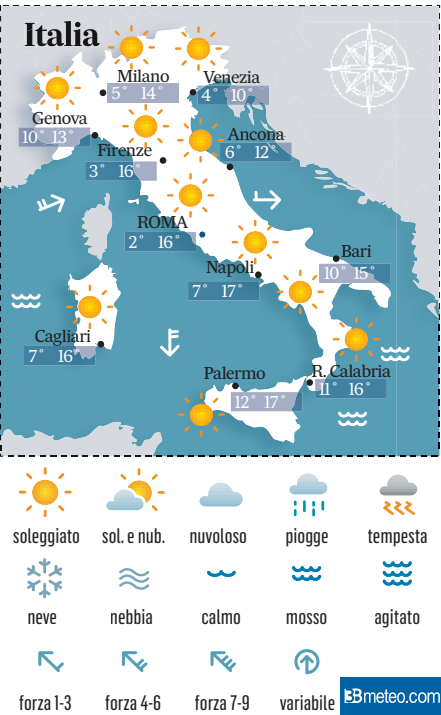 Italia
Milano
5° 14°
Venezia
4° 10°
Genova
10° 13°
Firenze
3° 16°
Ancona
6° 12°
ROMA
2° 16°
Napoli
7° 17°
Bari
10° 15°
Cagliari
7° 16°
Palermo
12° 17°
R. Calabria
11° 16°
soleggiato sol. e nub. nuvoloso piogge tempesta
neve nebbia calmo mosso agitato
forza 1-3 forza 4-6 forza 7-9 variabile
3Bmeteo.com